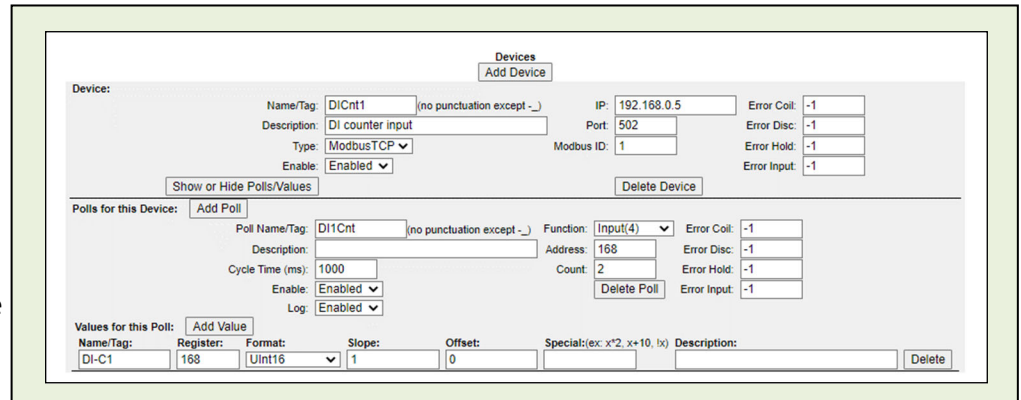 Devices
Add Device
Device:
Name/Tag: DICnt1 (no punctuation except -_) IP: 192.168.0.5 Error Coil: -1
Description: DI counter input Port: 502 Error Disc: -1
Type: ModbusTCP Modbus ID: 1 Error Hold: -1
Enable: Enabled Error Input: -1
Show or Hide Polls/Values Delete Device
Polls for this Device: Add Poll
Poll Name/Tag: DI1Cnt (no punctuation except -_) Function: Input(4) Error Coil: -1
Description: Address: 168 Error Disc: -1
Cycle Time (ms): 1000 Count: 2 Error Hold: -1
Enable: Enabled Delete Poll Error Input: -1
Log: Enabled
Values for this Poll: Add Value
Name/Tag: Register: Format: Slope: Offset: Special:(ex: x*2, x+10, !x) Description:
DI-C1 168 UInt16 1 0 Delete